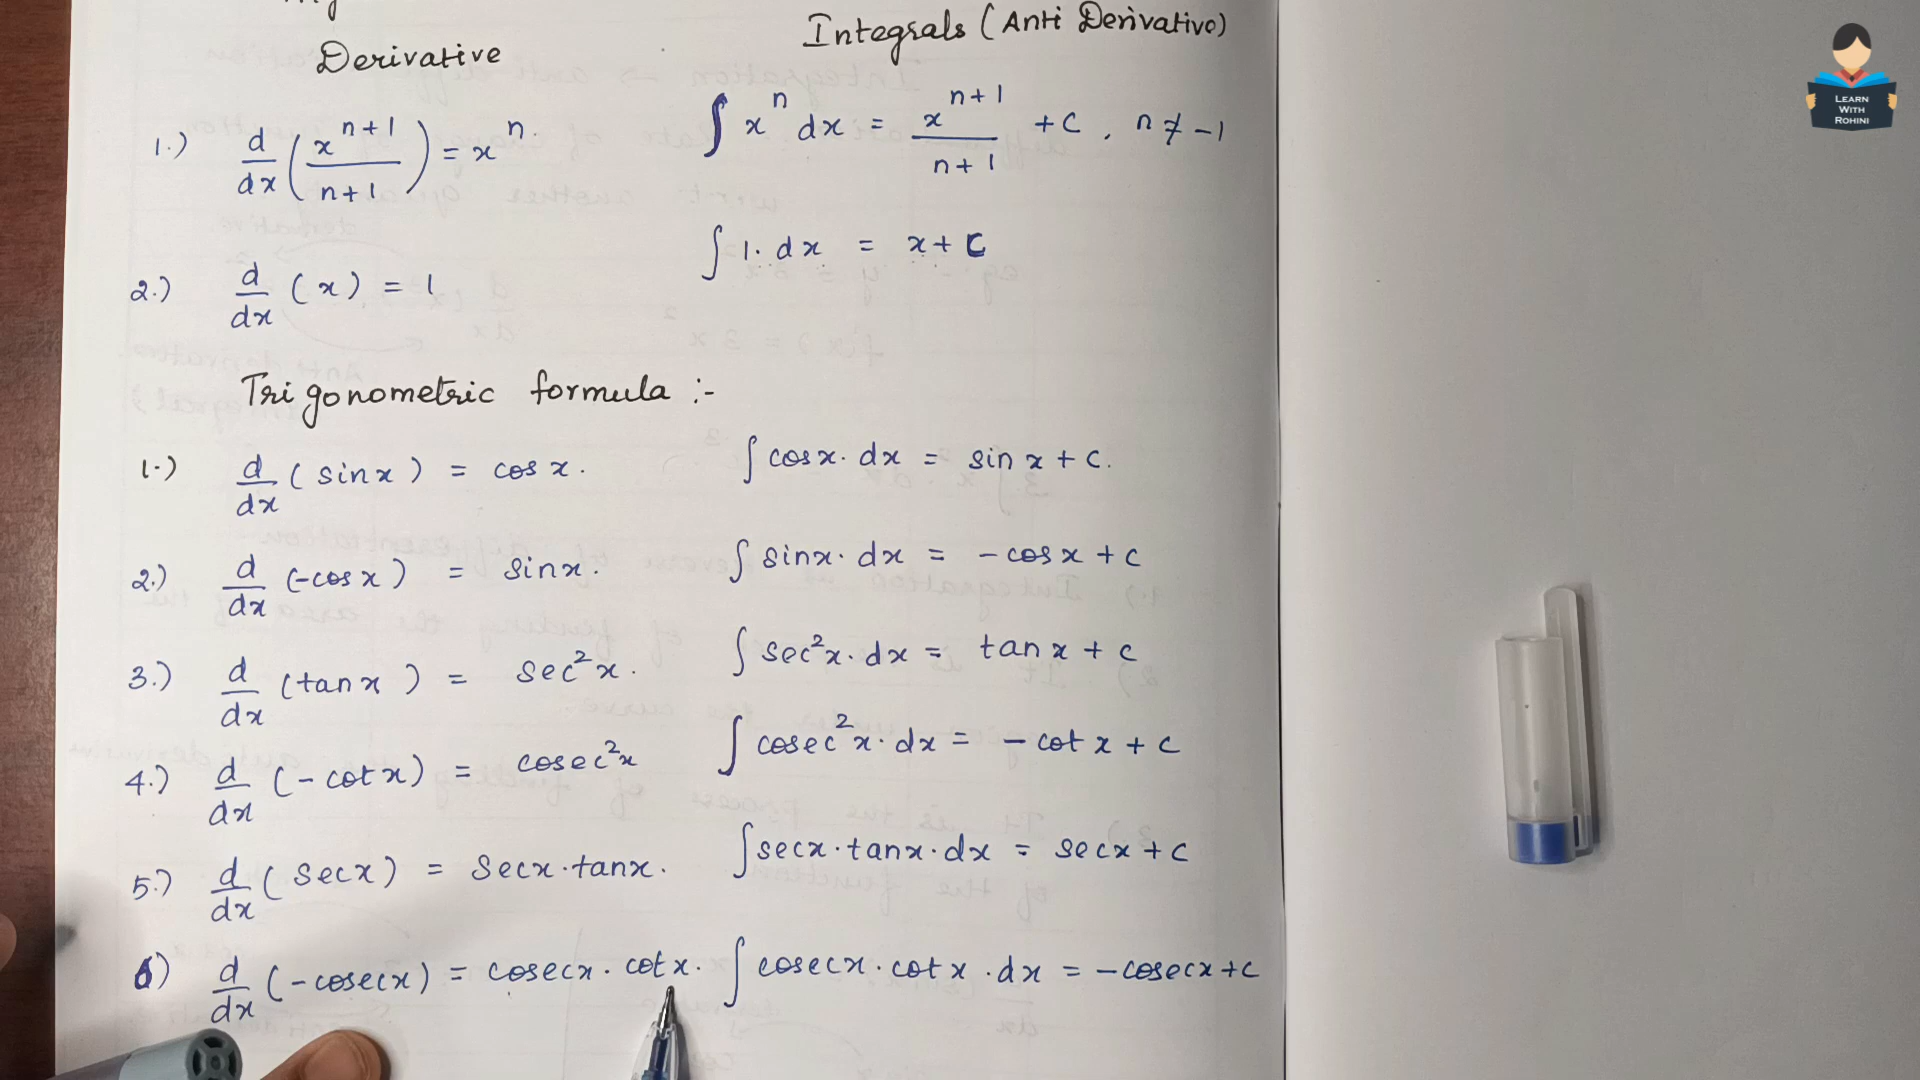 Derivative    Integrals (Anti Derivative)
1.) d/dx (x^(n+1)/(n+1)) = x^n.    ∫ x^n dx = x^(n+1)/(n+1) + c, n ≠ -1
2.) d/dx (x) = 1    ∫ 1. dx = x + c
Trigonometric formula :-
1.) d/dx (sin x) = cos x.    ∫ cos x. dx = sin x + c.
2.) d/dx (-cos x) = sin x.    ∫ sin x. dx = - cos x + c
3.) d/dx (tan x) = sec²x.    ∫ sec²x. dx = tan x + c
4.) d/dx (- cot x) = cosec²x    ∫ cosec²x. dx = - cot x + c
5.) d/dx (sec x) = sec x. tan x.    ∫ sec x. tan x. dx = sec x + c
6) d/dx (- cosec x) = cosec x. cot x.    ∫ cosec x. cot x. dx = - cosec x + c
LEARN
WITH
ROHINI